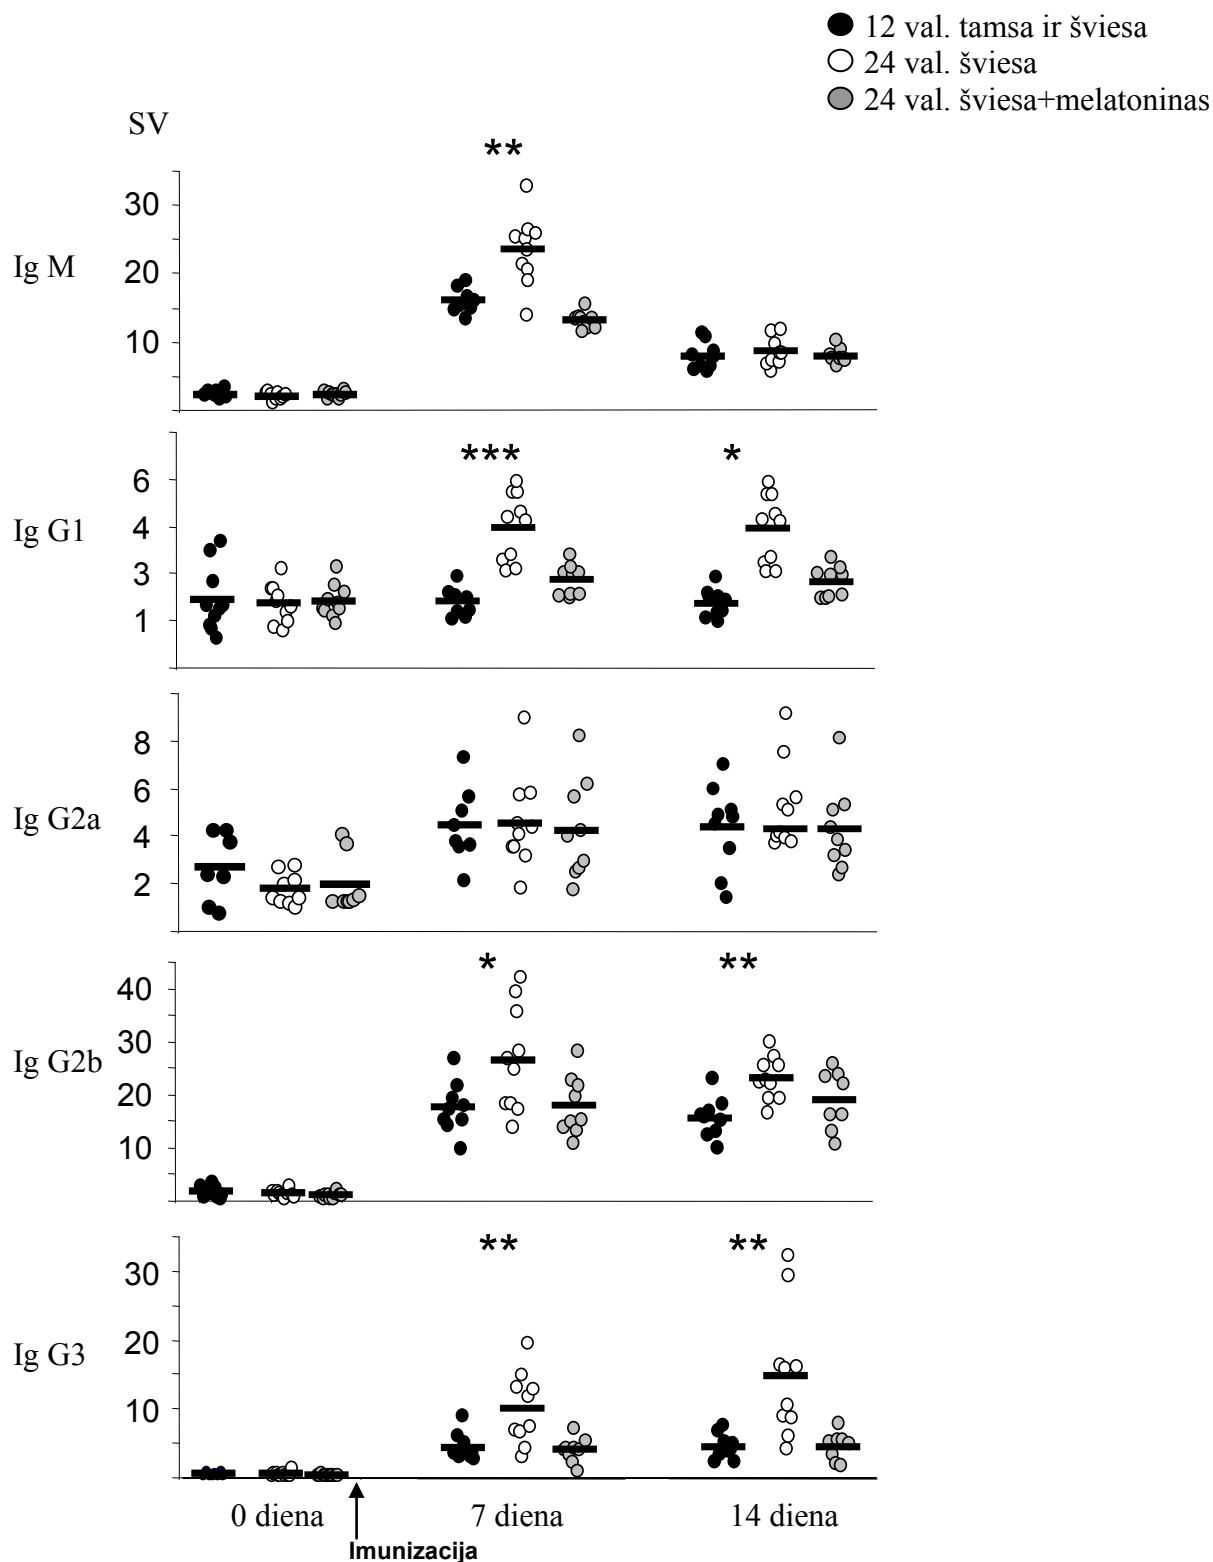 12 val. tamsa ir šviesa
24 val. šviesa
24 val. šviesa+melatoninas
SV
**
30
Ig M
20
10
*** *
6
Ig G1
4
3
1
8
6
Ig G2a
4
2
* **
40
30
Ig G2b
20
10
** **
30
20
Ig G3
10
0 diena 7 diena 14 diena
Imunizacija